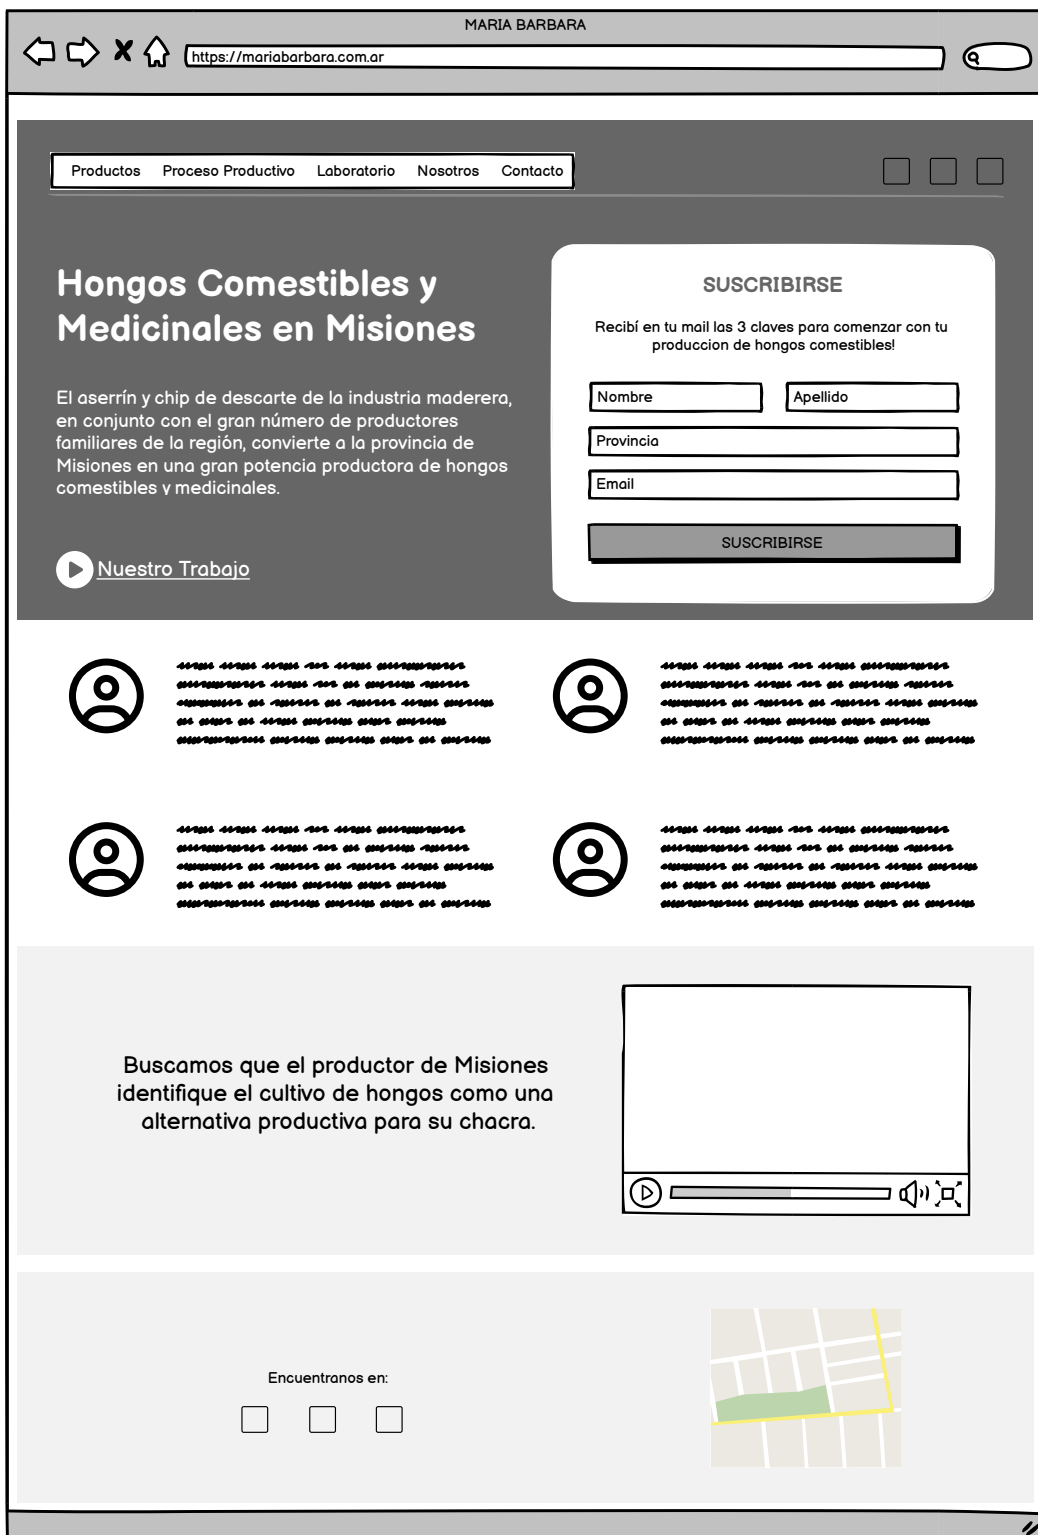 MARIA BARBARA
https://mariabarbara.com.ar
Productos Proceso Productivo Laboratorio Nosotros Contacto
Hongos Comestibles y
Medicinales en Misiones
El aserrín y chip de descarte de la industria maderera,
en conjunto con el gran número de productores
familiares de la región, convierte a la provincia de
Misiones en una gran potencia productora de hongos
comestibles y medicinales.
Nuestro Trabajo
SUSCRIBIRSE
Recibí en tu mail las 3 claves para comenzar con tu
produccion de hongos comestibles!
Nombre Apellido
Provincia
Email
SUSCRIBIRSE
Buscamos que el productor de Misiones
identifique el cultivo de hongos como una
alternativa productiva para su chacra.
Encuentranos en: